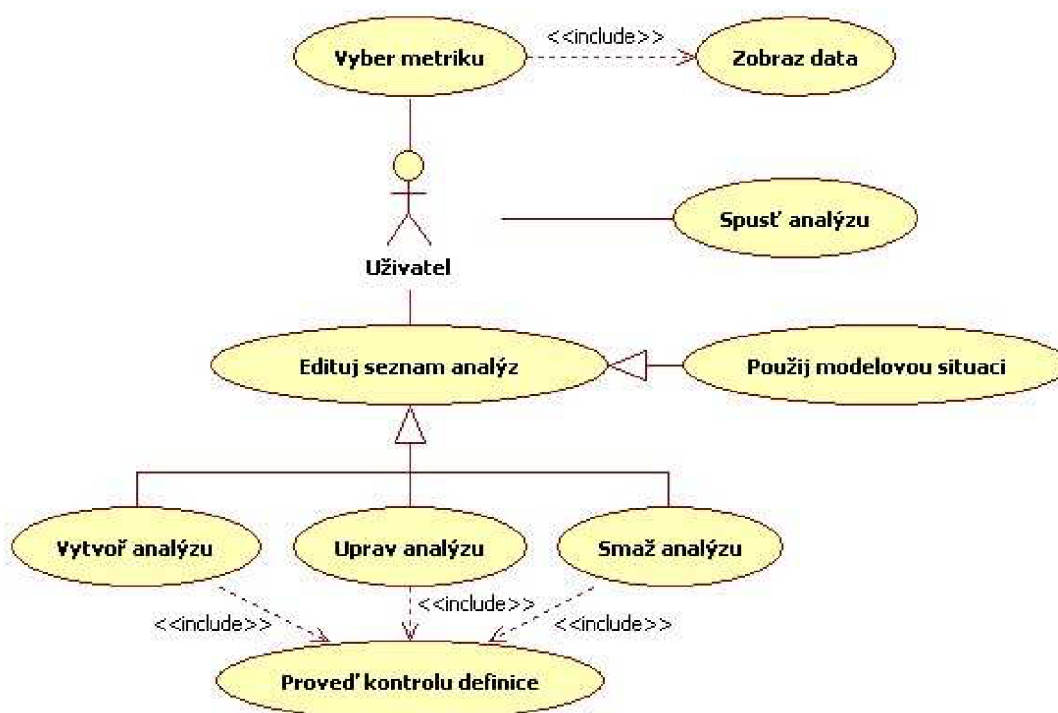 Vyber metriku
<<include>>
Zobraz data
Spusť analýzu
Uživatel
Edituj seznam analýz
Použij modelovou situaci
Vytvoř analýzu
Uprav analýzu
Smaž analýzu
<<include>>
<<include>>
<<include>>
Proveď kontrolu definice